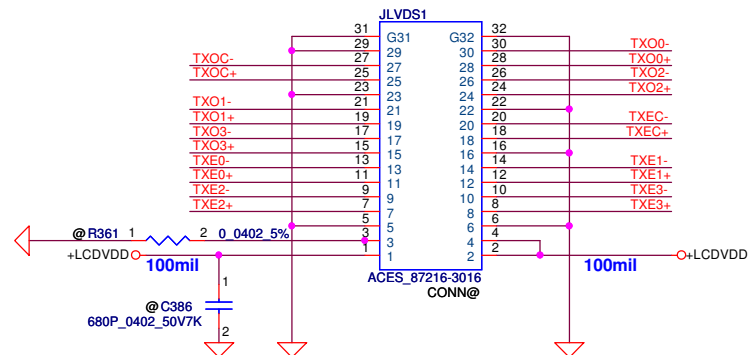 JLVDS1
31 G31 G32 32
29 29 30 30 TXO0-
TXOC- 27 27 28 28 TXO0+
TXOC+ 25 25 26 26 TXO2-
23 23 24 24 TXO2+
TXO1- 21 21 22 22
TXO1+ 19 19 20 20 TXEC-
TXO3- 17 17 18 18 TXEC+
TXO3+ 15 15 16 16
TXE0- 13 13 14 14 TXE1-
TXE0+ 11 11 12 12 TXE1+
TXE2- 9 9 10 10 TXE3-
TXE2+ 7 7 8 8 TXE3+
5 5 6 6
@ R361 1 2 0_0402_5% 3 3 4 4
+LCDVDD 1 1 2 2 +LCDVDD
100mil 100mil
ACES_87216-3016
CONN@
1
@ C386
680P_0402_50V7K
2